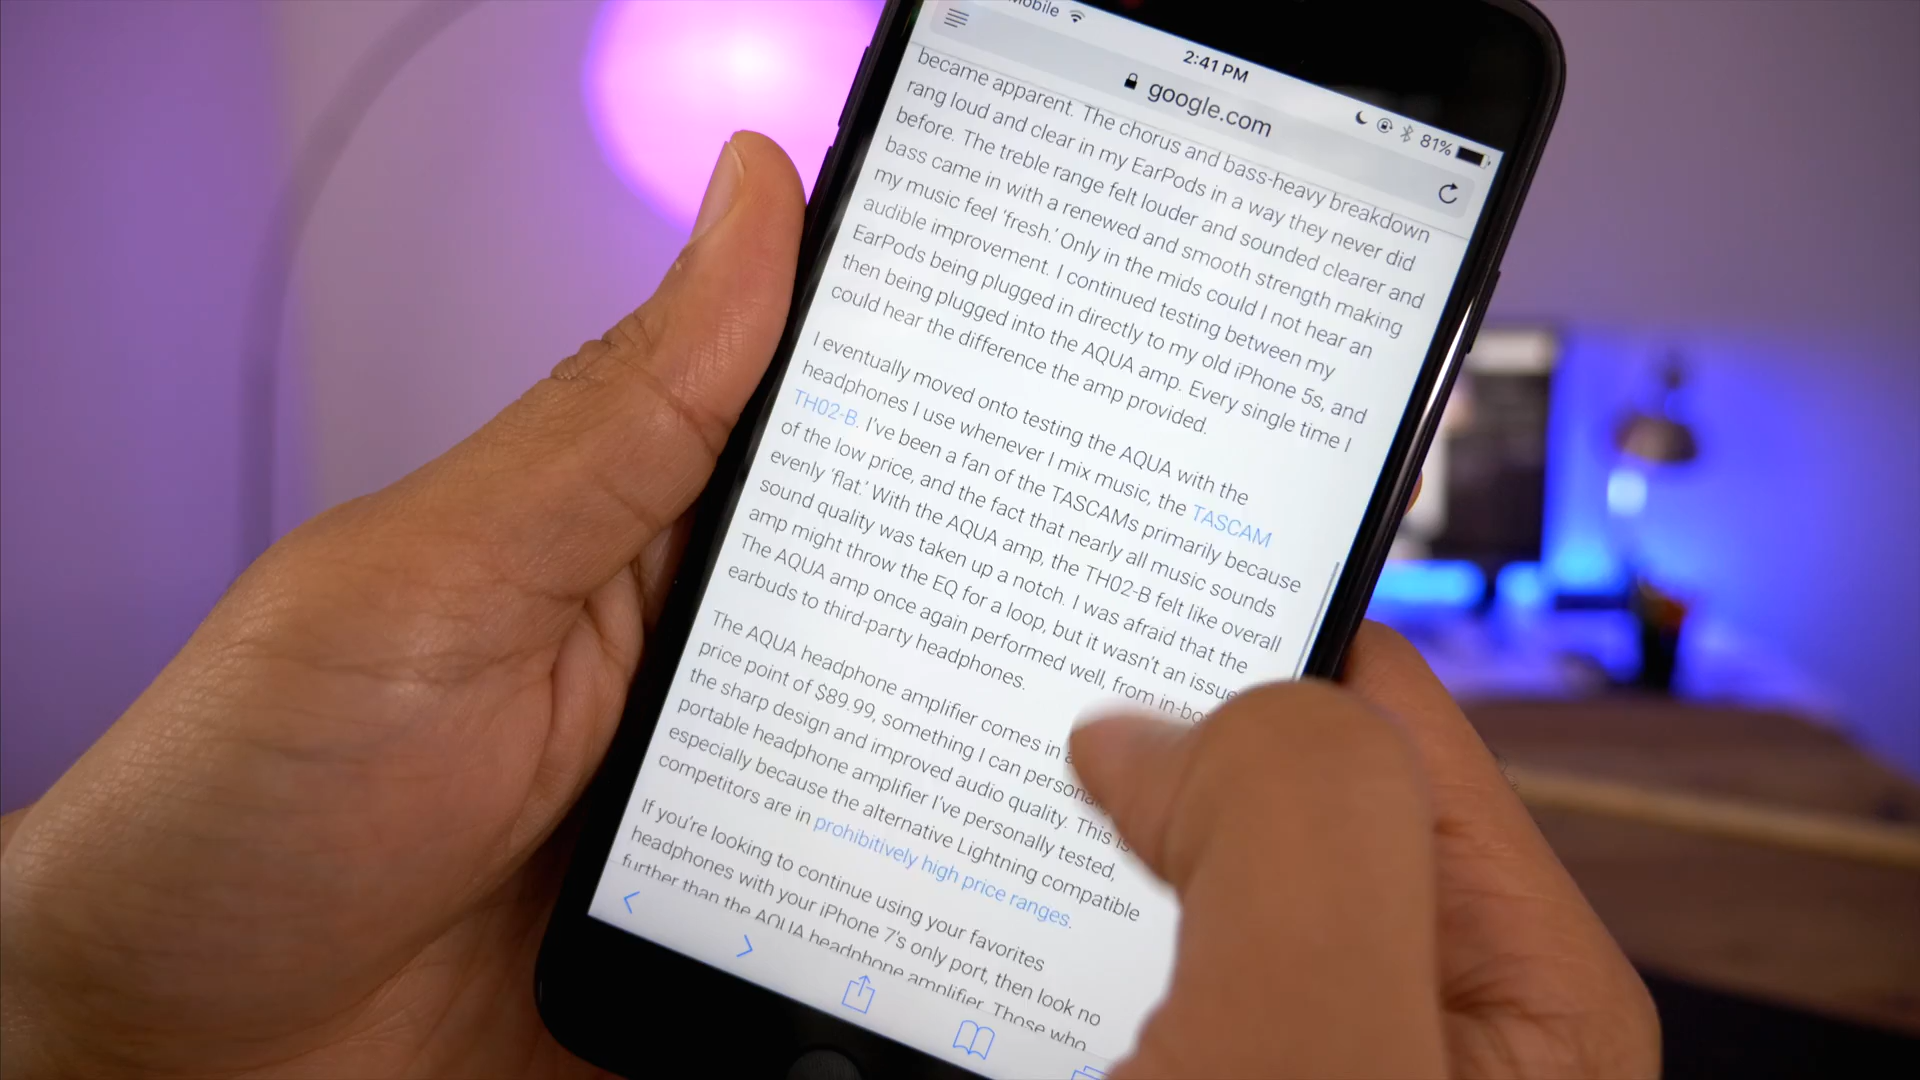 Mobile
2:41 PM
81%
google.com
became apparent. The chorus and bass-heavy breakdown
rang loud and clear in my EarPods in a way they never did
before. The treble range felt louder and sounded clearer and
bass came in with a renewed and smooth strength making
my music feel ‘fresh.’ Only in the mids could I not hear an
audible improvement. I continued testing between my
EarPods being plugged in directly to my old iPhone 5s, and
then being plugged into the AQUA amp. Every single time I
could hear the difference the amp provided.
I eventually moved onto testing the AQUA with the
headphones I use whenever I mix music, the TASCAM
TH02-B. I’ve been a fan of the TASCAMs primarily because
of the low price, and the fact that nearly all music sounds
evenly ‘flat.’ With the AQUA amp, the TH02-B felt like overall
sound quality was taken up a notch. I was afraid that the
amp might throw the EQ for a loop, but it wasn’t an issue
The AQUA amp once again performed well, from in-bo
earbuds to third-party headphones.
The AQUA headphone amplifier comes in
price point of $89.99, something I can persona
the sharp design and improved audio quality. This is
portable headphone amplifier I’ve personally tested,
especially because the alternative Lightning compatible
competitors are in prohibitively high price ranges.
If you’re looking to continue using your favorites
headphones with your iPhone 7’s only port, then look no
further than the AQUA headphone amplifier. Those who